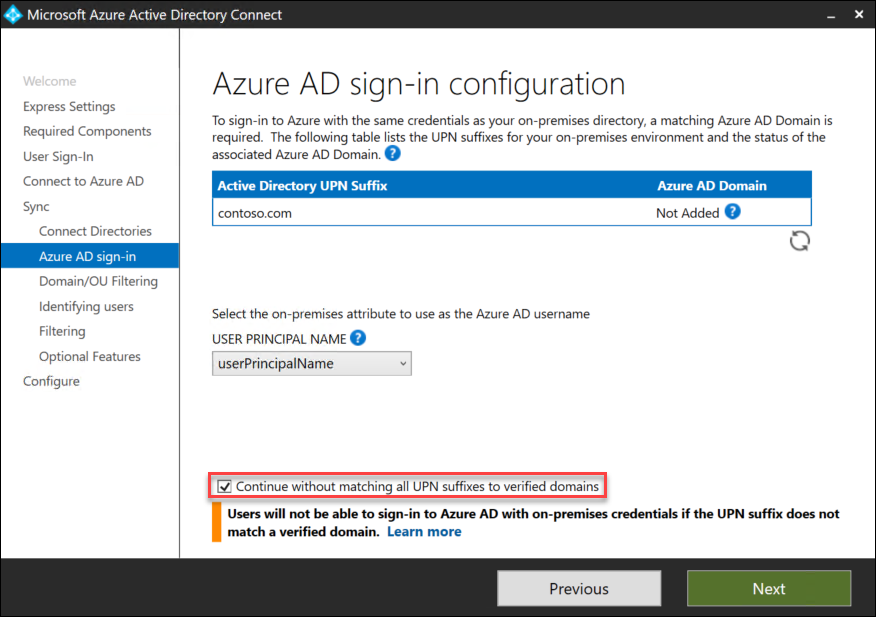 Microsoft Azure Active Directory Connect
Welcome
Express Settings
Required Components
User Sign-In
Connect to Azure AD
Sync
Connect Directories
Azure AD sign-in
Domain/OU Filtering
Identifying users
Filtering
Optional Features
Configure
Azure AD sign-in configuration
To sign-in to Azure with the same credentials as your on-premises directory, a matching Azure AD Domain is
required. The following table lists the UPN suffixes for your on-premises environment and the status of the
associated Azure AD Domain. ?
Active Directory UPN Suffix Azure AD Domain
contoso.com Not Added ?
Select the on-premises attribute to use as the Azure AD username
USER PRINCIPAL NAME ?
userPrincipalName
Continue without matching all UPN suffixes to verified domains
Users will not be able to sign-in to Azure AD with on-premises credentials if the UPN suffix does not
match a verified domain. Learn more
Previous Next